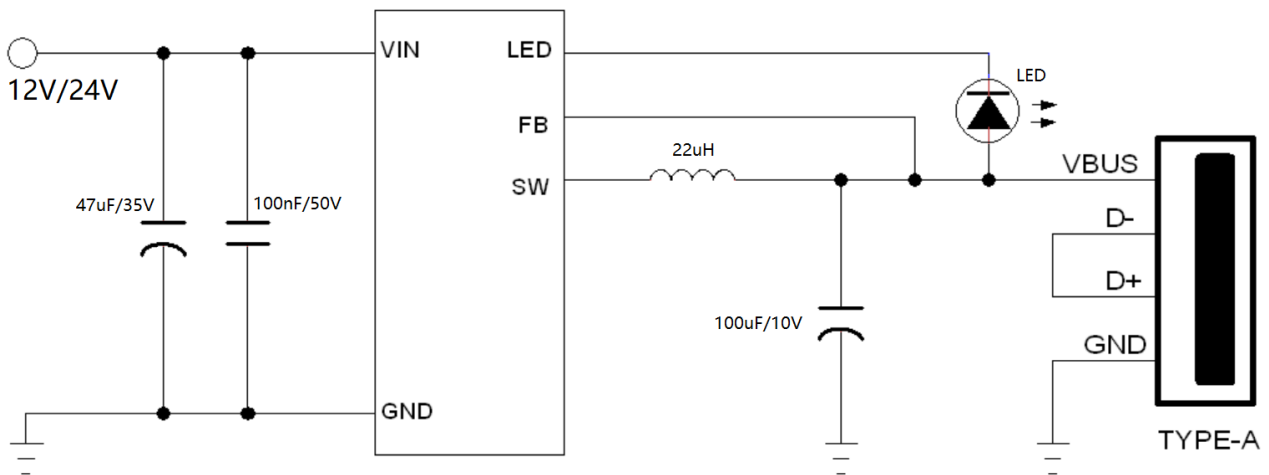 VIN
LED
12V/24V
LED
FB
22uH
SW
VBUS
47uF/35V
100nF/50V
D-
D+
100uF/10V
GND
GND
TYPE-A